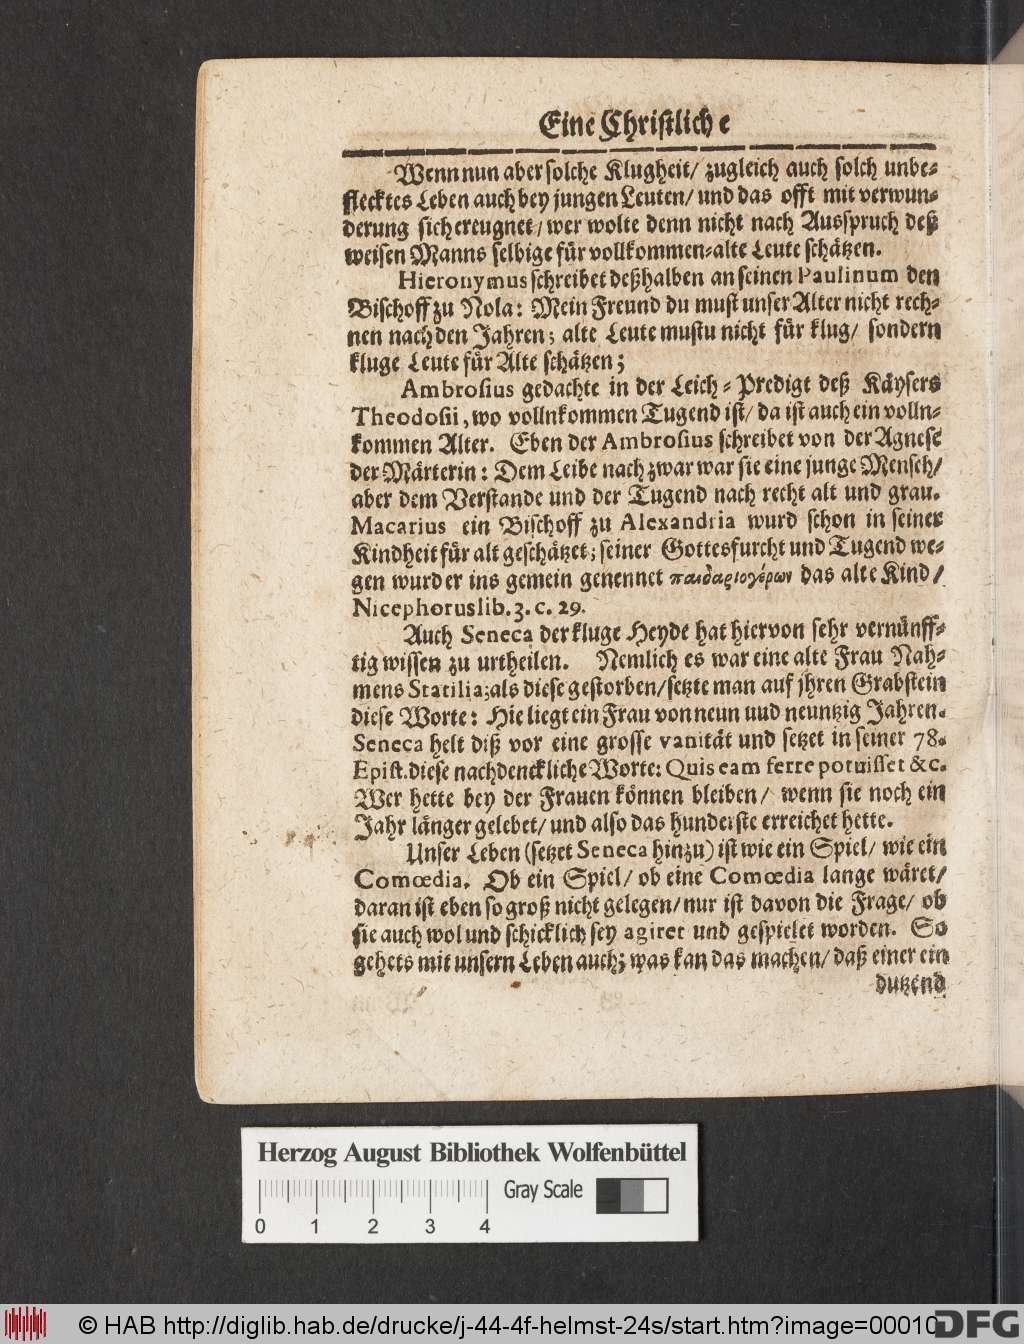 Eine Christliche
Wenn nun aber solche Klugheit/ zugleich auch solch unbe-
flecktes Leben auch bey jungen Leuten/ und das offt mit verwun-
derung sich ereugnet/ wer wolte denn nicht nach Ausspruch deß
weisen Manns selbige für vollkommen-alte Leute schätzen.
Hieronymus schreibet deßhalben an seinen Paulinum den
Bischoff zu Nola: Mein Freund du must unser Alter nicht rech-
nen nach den Jahren; alte Leute mustu nicht für klug/ sondern
kluge Leute für Alte schätzen;
Ambrosius gedachte in der Leich-Predigt deß Käysers
Theodosii, wo vollnkommen Tugend ist/ da ist auch ein volln-
kommen Alter. Eben der Ambrosius schreibet von der Agnese
der Märterin: Dem Leibe nach zwar war sie eine junge Mensch/
aber dem Verstande und der Tugend nach recht alt und grau.
Macarius ein Bischoff zu Alexandria wurd schon in seiner
Kindheit für alt geschätzet; seiner Gottesfurcht und Tugend we-
gen wurd er ins gemein genennet παιδαριογέρων das alte Kind/
Nicephorus lib. 3. c. 29.
Auch Seneca der kluge Heyde hat hiervon sehr vernünff-
tig wissen zu urtheilen. Nemlich es war eine alte Frau Nah-
mens Statilia; als diese gestorben/ setzte man auf jhren Grabstein
diese Worte: Hie liegt ein Frau von neun uud neuntzig Jahren.
Seneca helt diß vor eine grosse vanität und setzet in seiner 78.
Epist. diese nachdenckliche Worte: Quis eam ferre potuisset &c.
Wer hette bey der Frauen können bleiben/ wenn sie noch ein
Jahr länger gelebet/ und also das hunderste erreichet hette.
Unser Leben (setzet Seneca hinzu) ist wie ein Spiel/ wie ein
Comœdia. Ob ein Spiel/ ob eine Comœdia lange wäret/
daran ist eben so groß nicht gelegen/ nur ist davon die Frage/ ob
sie auch wol und schicklich sey agiret und gespielet worden. So
gehets mit unsern Leben auch; was kan das machen/ daß einer ein
dutzend
Herzog August Bibliothek Wolfenbüttel
Gray Scale
0 1 2 3 4
© HAB http://diglib.hab.de/drucke/j-44-4f-helmst-24s/start.htm?image=00010
DFG